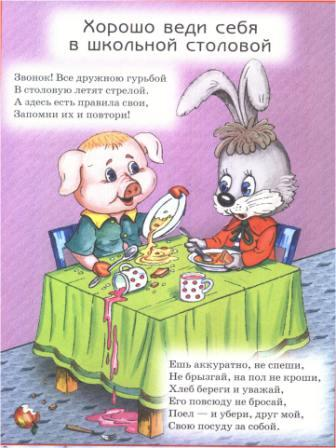 Хорошо веди себя
в школьной столовой
Звонок! Все дружною гурьбой
В столовую летят стрелой.
А здесь есть правила свои,
Запомни их и повтори!
Ешь аккуратно, не спеши,
Не брызгай, на пол не кроши,
Хлеб береги и уважай,
Его повсюду не бросай,
Поел — и убери, друг мой,
Свою посуду за собой.